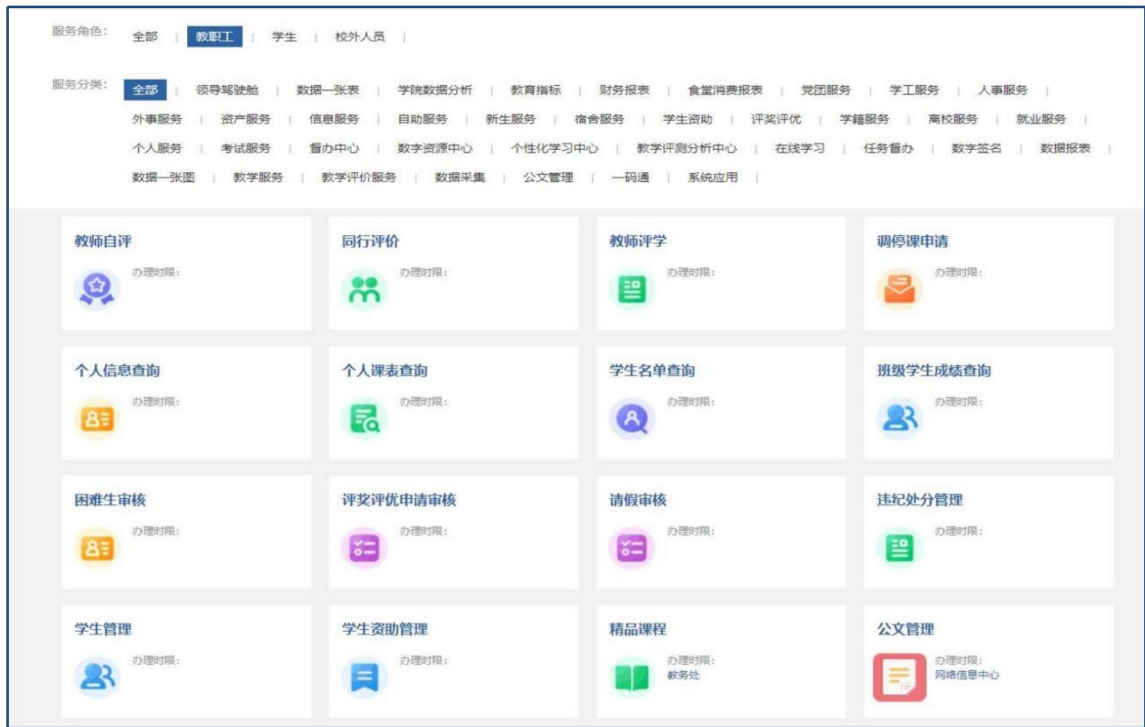 服务角色： 全部 | 教职工 | 学生 | 校外人员 |
服务分类： 全部 | 领导驾驶舱 | 数据一张表 | 学院数据分析 | 教育指标 | 财务报表 | 食堂消费报表 | 党团服务 | 学工服务 | 人事服务 |
外事服务 | 资产服务 | 信息服务 | 自助服务 | 新生服务 | 宿舍服务 | 学生资助 | 评奖评优 | 学籍服务 | 离校服务 | 就业服务 |
个人服务 | 考试服务 | 督办中心 | 数字资源中心 | 个性化学习中心 | 教学评测分析中心 | 在线学习 | 任务督办 | 数字签名 | 数据报表 |
数据一张图 | 教学服务 | 教学评价服务 | 数据采集 | 公文管理 | 一码通 | 系统应用 |
教师自评 同行评价 教师评学 调停课申请
办理时限： 办理时限： 办理时限： 办理时限：
个人信息查询 个人课表查询 学生名单查询 班级学生成绩查询
办理时限： 办理时限： 办理时限： 办理时限：
困难生审核 评奖评优申请审核 请假审核 违纪处分管理
办理时限： 办理时限： 办理时限： 办理时限：
学生管理 学生资助管理 精品课程 公文管理
办理时限： 办理时限： 办理时限： 办理时限：
教务处 网络信息中心